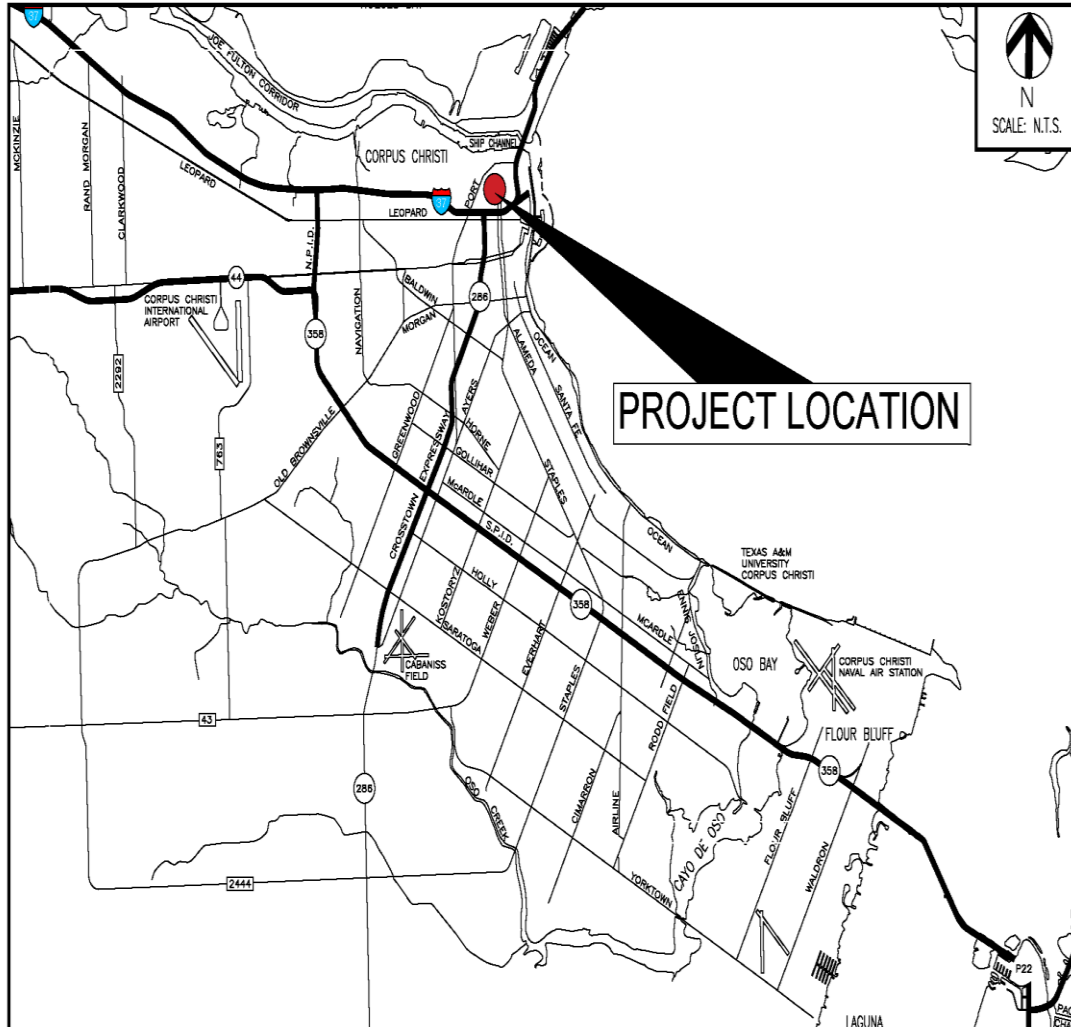 37
JOE FULTON CORRIDOR
N
SCALE: N.T.S.
MCKINZIE
RAND MORGAN
CLARKWOOD
LEOPARD
CORPUS CHRISTI
SHIP CHANNEL
PORT
37
LEOPARD
N.P.I.D.
44
CORPUS CHRISTI
INTERNATIONAL
AIRPORT
BALDWIN
MORGAN
286
358
NAVIGATION
2292
763
OLD BROWNSVILLE
GREENWOOD
CROSSTOWN EXPRESSWAY
AYERS
ALAMEDA
OCEAN
SANTA FE
PROJECT LOCATION
HORNE
GOLLIHAR
McARDLE
S.P.I.D.
STAPLES
OCEAN
TEXAS A&M
UNIVERSITY
CORPUS CHRISTI
KOSTORYZ
HOLLY
WEBER
SARATOGA
EVERHART
STAPLES
358
MCARDLE
ENNIS JOSLIN
OSO BAY
CORPUS CHRISTI
NAVAL AIR STATION
CABANISS
FIELD
RODD FIELD
FLOUR BLUFF
358
43
286
OSO CREEK
CIMARRON
AIRLINE
CAYO DE OSO
FLOUR BLUFF
WALDRON
2444
YORKTOWN
P22
LAGUNA